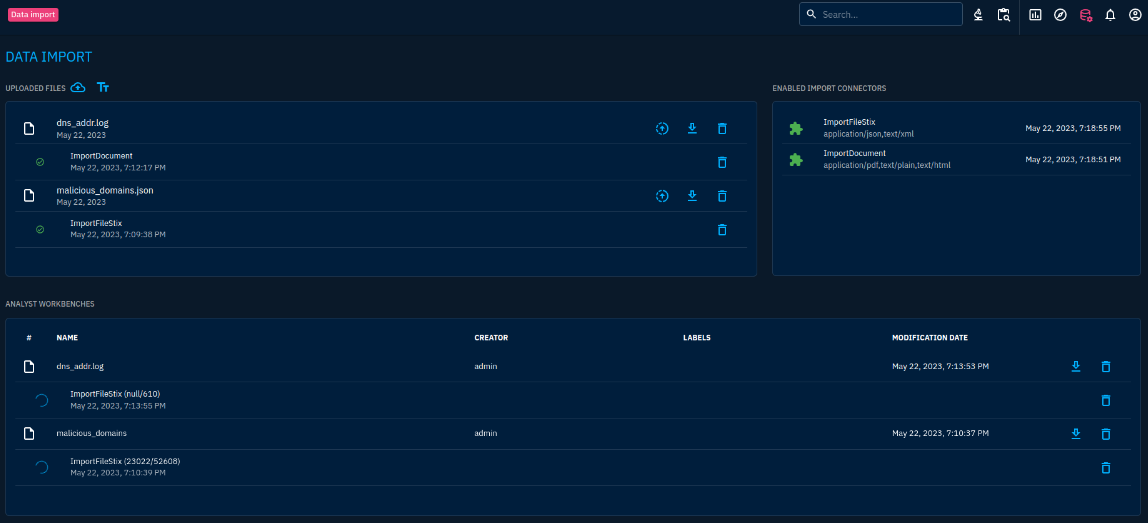 Data import
Search...
DATA IMPORT
UPLOADED FILES
dns_addr.log
May 22, 2023
ImportDocument
May 22, 2023, 7:12:17 PM
malicious_domains.json
May 22, 2023
ImportFileStix
May 22, 2023, 7:09:38 PM
ENABLED IMPORT CONNECTORS
ImportFileStix
application/json,text/xml
May 22, 2023, 7:18:55 PM
ImportDocument
application/pdf,text/plain,text/html
May 22, 2023, 7:18:51 PM
ANALYST WORKBENCHES
# NAME CREATOR LABELS MODIFICATION DATE
dns_addr.log admin May 22, 2023, 7:13:53 PM
ImportFileStix (null/610)
May 22, 2023, 7:13:55 PM
malicious_domains admin May 22, 2023, 7:10:37 PM
ImportFileStix (23022/52608)
May 22, 2023, 7:10:39 PM